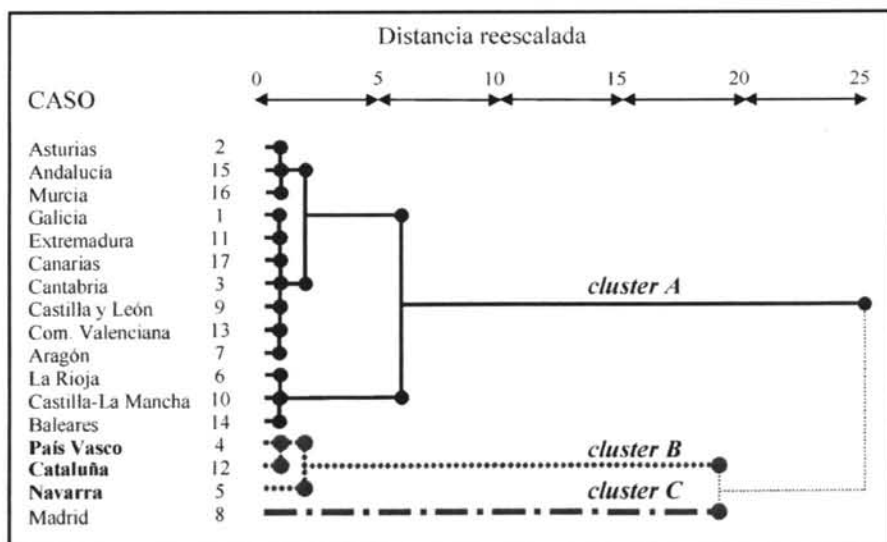 Distancia reescalada
0 5 10 15 20 25
CASO
Asturias 2
Andalucía 15
Murcia 16
Galicia 1
Extremadura 11
Canarias 17
Cantabria 3
cluster A
Castilla y León 9
Com. Valenciana 13
Aragón 7
La Rioja 6
Castilla-La Mancha 10
Baleares 14
País Vasco 4
cluster B
Cataluña 12
Navarra 5
cluster C
Madrid 8